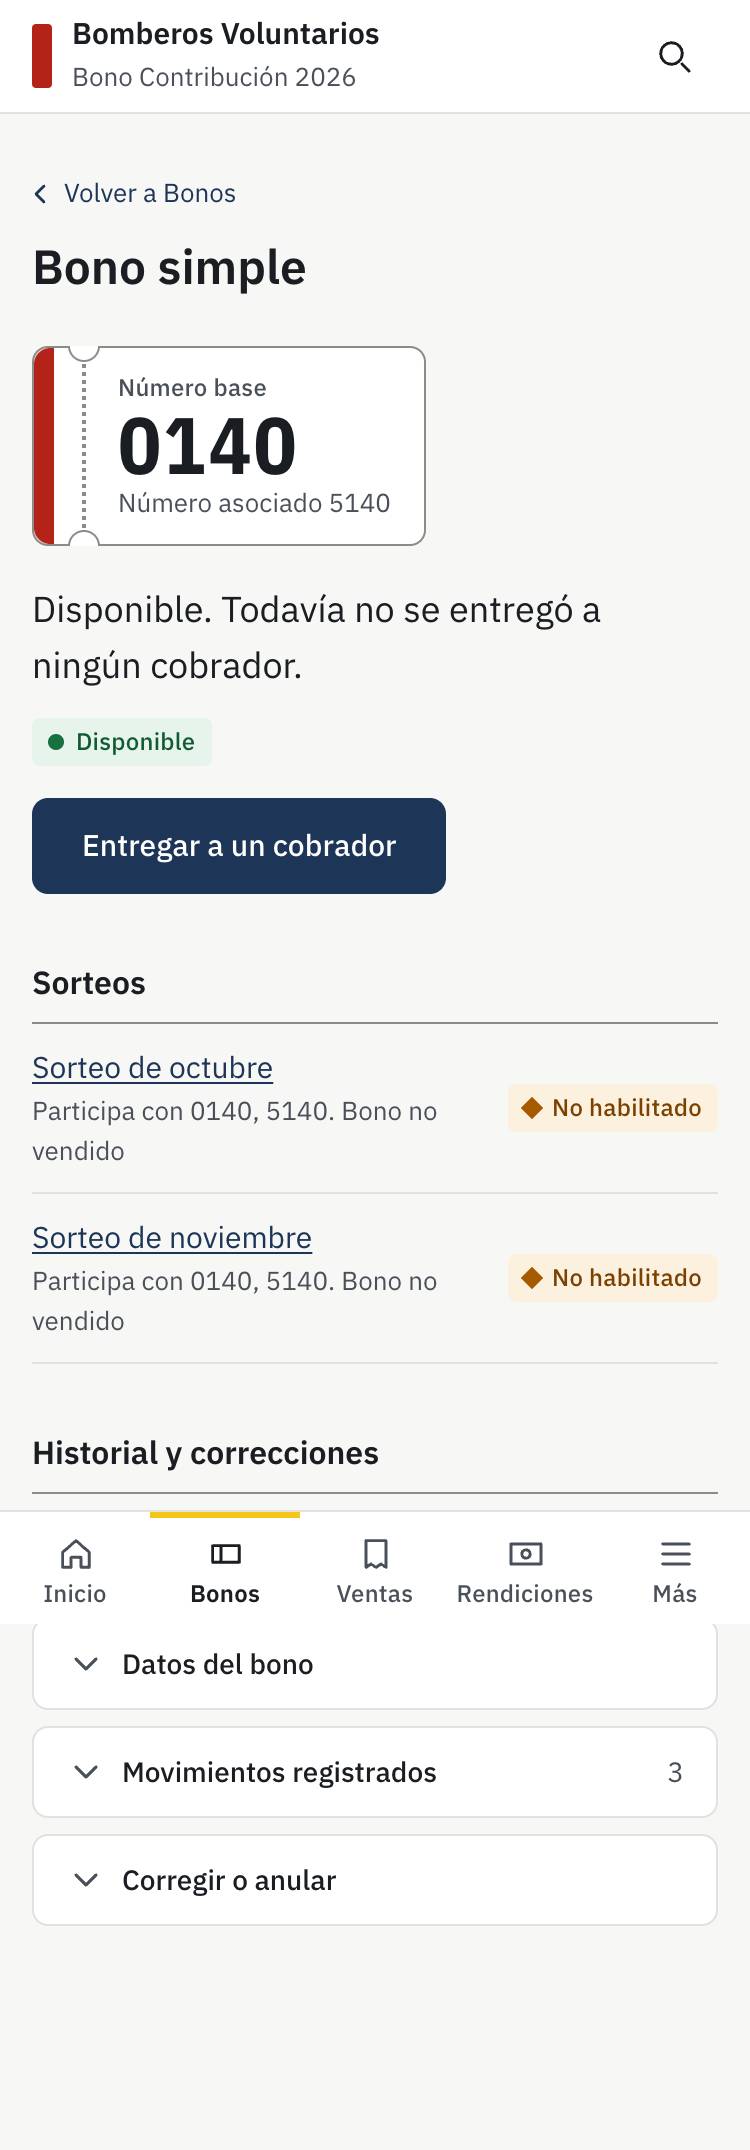 Bomberos Voluntarios
Bono Contribución 2026
Volver a Bonos
Bono simple
Número base
0140
Número asociado 5140
Disponible. Todavía no se entregó a
ningún cobrador.
Disponible
Entregar a un cobrador
Sorteos
Sorteo de octubre
Participa con 0140, 5140. Bono no
vendido
No habilitado
Sorteo de noviembre
Participa con 0140, 5140. Bono no
vendido
No habilitado
Historial y correcciones
Inicio
Bonos
Ventas
Rendiciones
Más
Datos del bono
Movimientos registrados
3
Corregir o anular